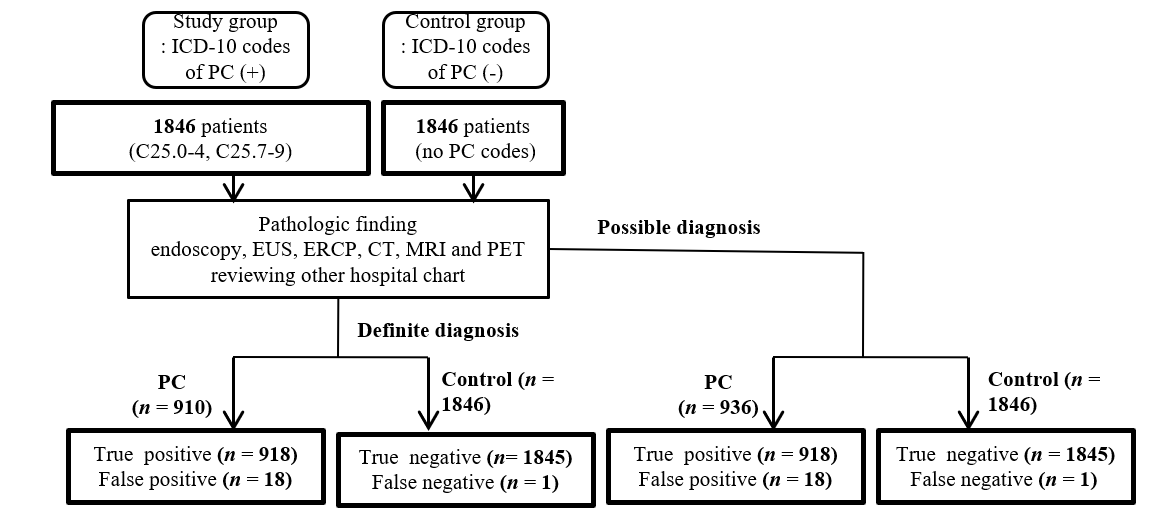 Study group
: ICD-10 codes
of PC (+)
Control group
: ICD-10 codes
of PC (-)
1846 patients
(C25.0-4, C25.7-9)
1846 patients
(no PC codes)
Pathologic finding
endoscopy, EUS, ERCP, CT, MRI and PET
reviewing other hospital chart
Possible diagnosis
Definite diagnosis
PC
(n = 910)
Control (n =
1846)
PC
(n = 936)
Control (n =
1846)
True positive (n = 918)
False positive (n = 18)
True negative (n= 1845)
False negative (n = 1)
True positive (n = 918)
False positive (n = 18)
True negative (n = 1845)
False negative (n = 1)